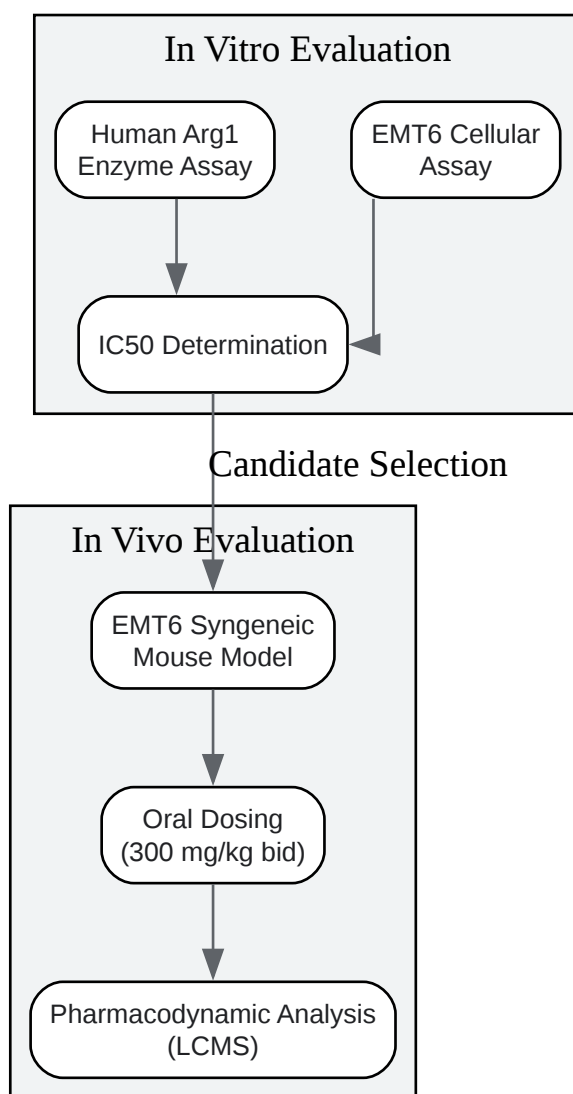 In Vitro Evaluation
Human Arg1
Enzyme Assay
EMT6 Cellular
Assay
IC50 Determination
Candidate Selection
In Vivo Evaluation
EMT6 Syngeneic
Mouse Model
Oral Dosing
(300 mg/kg bid)
Pharmacodynamic Analysis
(LCMS)